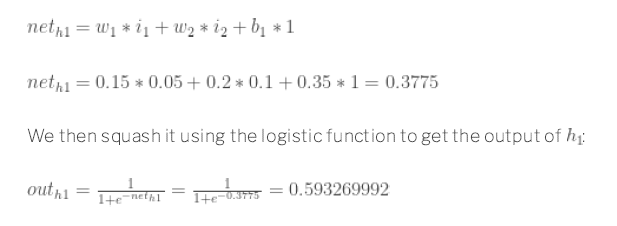 net_{h1} = w_1 * i_1 + w_2 * i_2 + b_1 * 1
net_{h1} = 0.15 * 0.05 + 0.2 * 0.1 + 0.35 * 1 = 0.3775
We then squash it using the logistic function to get the output of h_1:
out_{h1} = \frac{1}{1+e^{-net_{h1}}} = \frac{1}{1+e^{-0.3775}} = 0.593269992